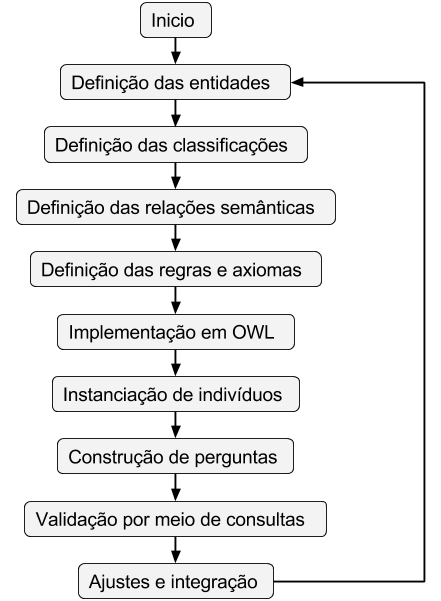 Inicio
Definição das entidades
Definição das classificações
Definição das relações semânticas
Definição das regras e axiomas
Implementação em OWL
Instanciação de indivíduos
Construção de perguntas
Validação por meio de consultas
Ajustes e integração